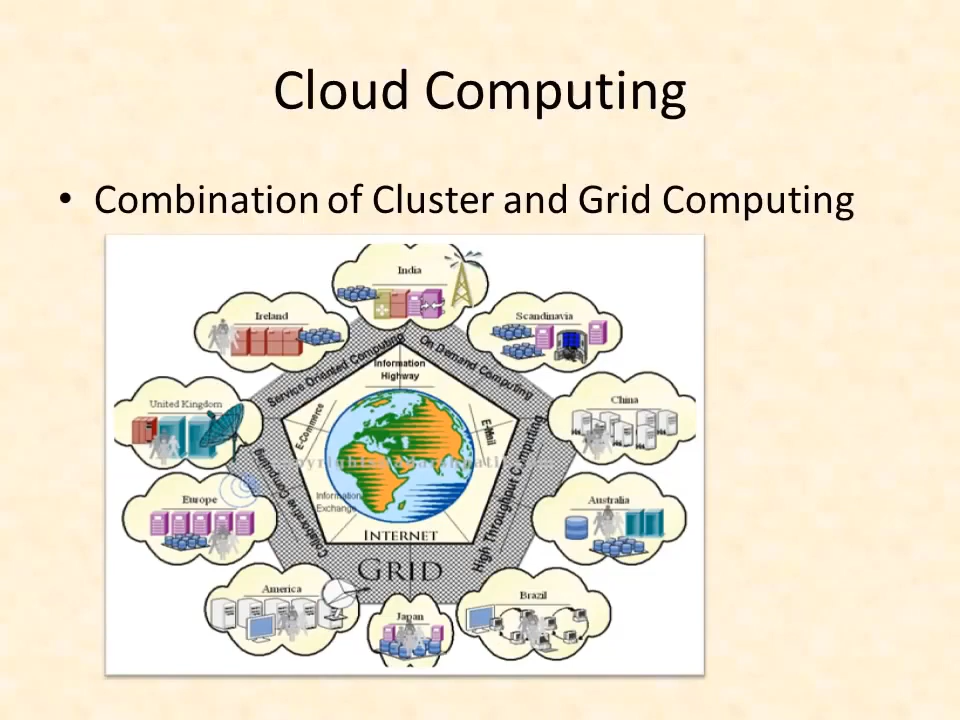 Cloud Computing
• Combination of Cluster and Grid Computing
India
Ireland
Scandinavia
Service Oriented Computing
On Demand Computing
Information
Highway
United Kingdom
China
E-Commerce
E-Mail
Europe
Information
Exchange
Australia
Collaborative Computing
High Throughput Computing
INTERNET
GRID
America
Japan
Brazil